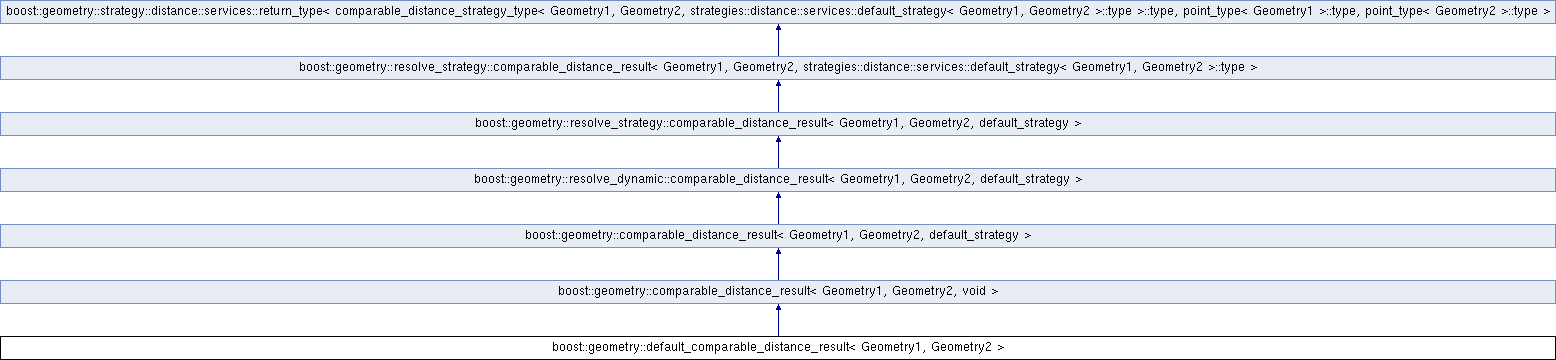 boost::geometry::strategy::distance::services::return_type< comparable_distance_strategy_type< Geometry1, Geometry2, strategies::distance::services::default_strategy< Geometry1, Geometry2 >::type >::type, point_type< Geometry1 >::type, point_type< Geometry2 >::type >
boost::geometry::resolve_strategy::comparable_distance_result< Geometry1, Geometry2, strategies::distance::services::default_strategy< Geometry1, Geometry2 >::type >
boost::geometry::resolve_strategy::comparable_distance_result< Geometry1, Geometry2, default_strategy >
boost::geometry::resolve_dynamic::comparable_distance_result< Geometry1, Geometry2, default_strategy >
boost::geometry::comparable_distance_result< Geometry1, Geometry2, default_strategy >
boost::geometry::comparable_distance_result< Geometry1, Geometry2, void >
boost::geometry::default_comparable_distance_result< Geometry1, Geometry2 >